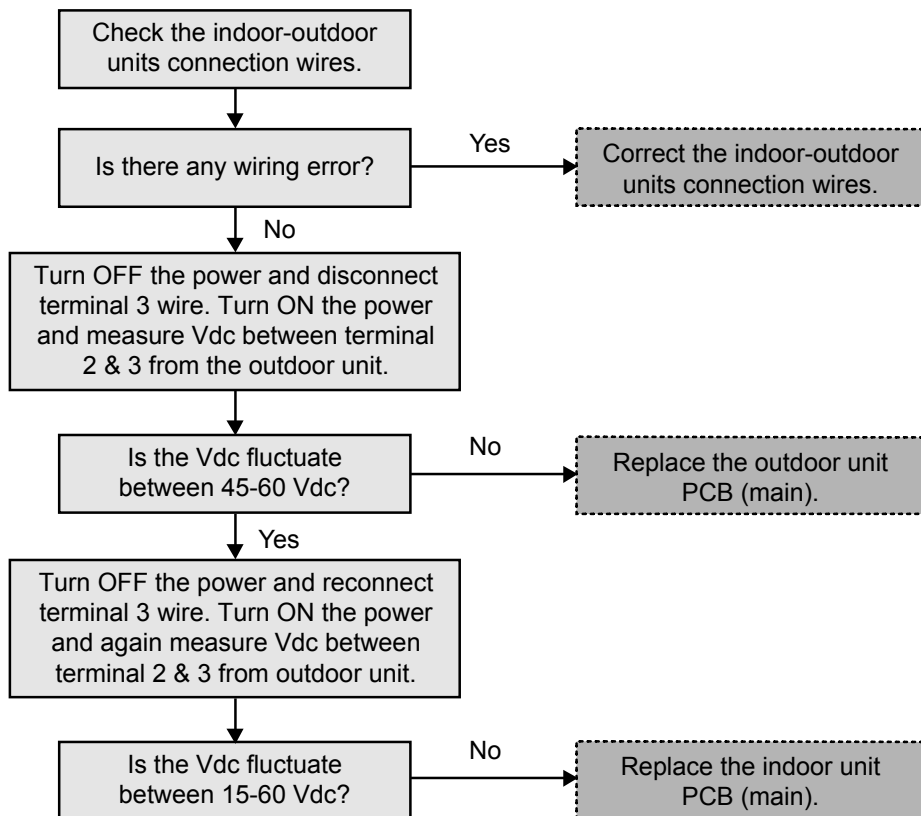 Check the indoor-outdoor
units connection wires.
Is there any wiring error?
Yes
Correct the indoor-outdoor
units connection wires.
No
Turn OFF the power and disconnect
terminal 3 wire. Turn ON the power
and measure Vdc between terminal
2 & 3 from the outdoor unit.
Is the Vdc fluctuate
between 45-60 Vdc?
No
Replace the outdoor unit
PCB (main).
Yes
Turn OFF the power and reconnect
terminal 3 wire. Turn ON the power
and again measure Vdc between
terminal 2 & 3 from outdoor unit.
Is the Vdc fluctuate
between 15-60 Vdc?
No
Replace the indoor unit
PCB (main).